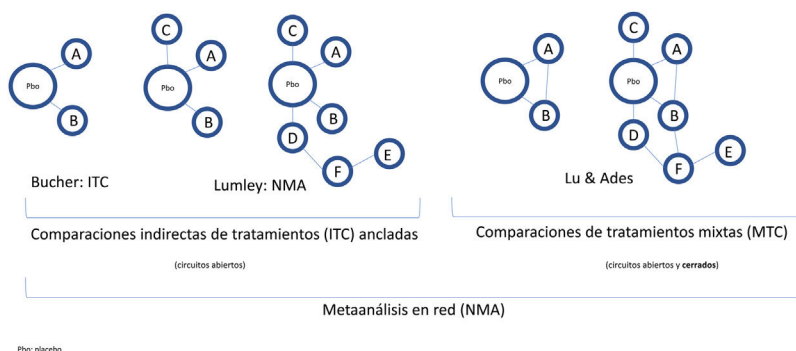 C
A
Pbo
B
C
A
Pbo
B
C
A
Pbo
B
D
F
E
A
Pbo
B
C
A
Pbo
B
D
F
E
Bucher: ITC
Lumley: NMA
Lu & Ades
Comparaciones indirectas de tratamientos (ITC) ancladas
Comparaciones de tratamientos mixtas (MTC)
(circuitos abiertos)
(circuitos abiertos y cerrados)
Metaanálisis en red (NMA)
Pbo: placebo